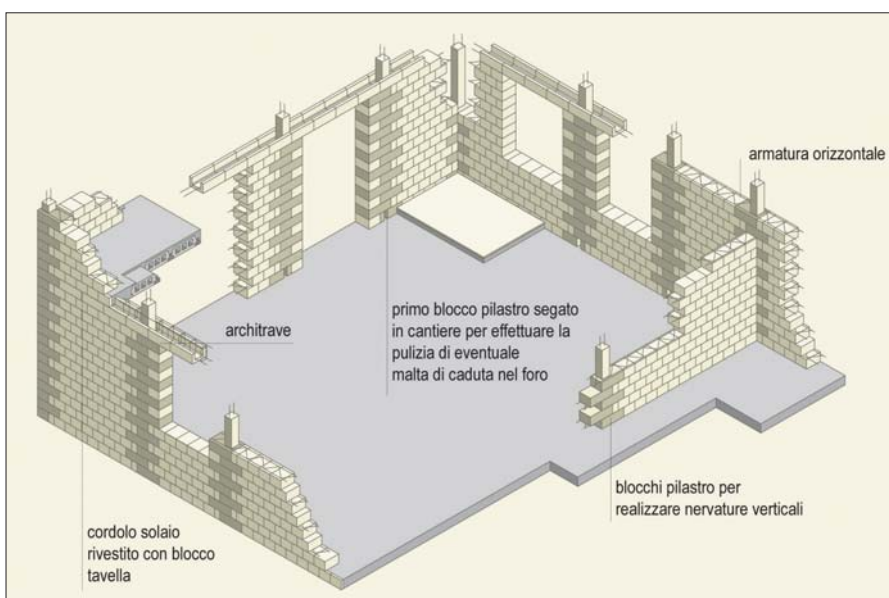 armatura orizzontale
architrave
primo blocco pilastro segato
in cantiere per effettuare la
pulizia di eventuale
malta di caduta nel foro
blocchi pilastro per
realizzare nervature verticali
cordolo solaio
rivestito con blocco
tavella